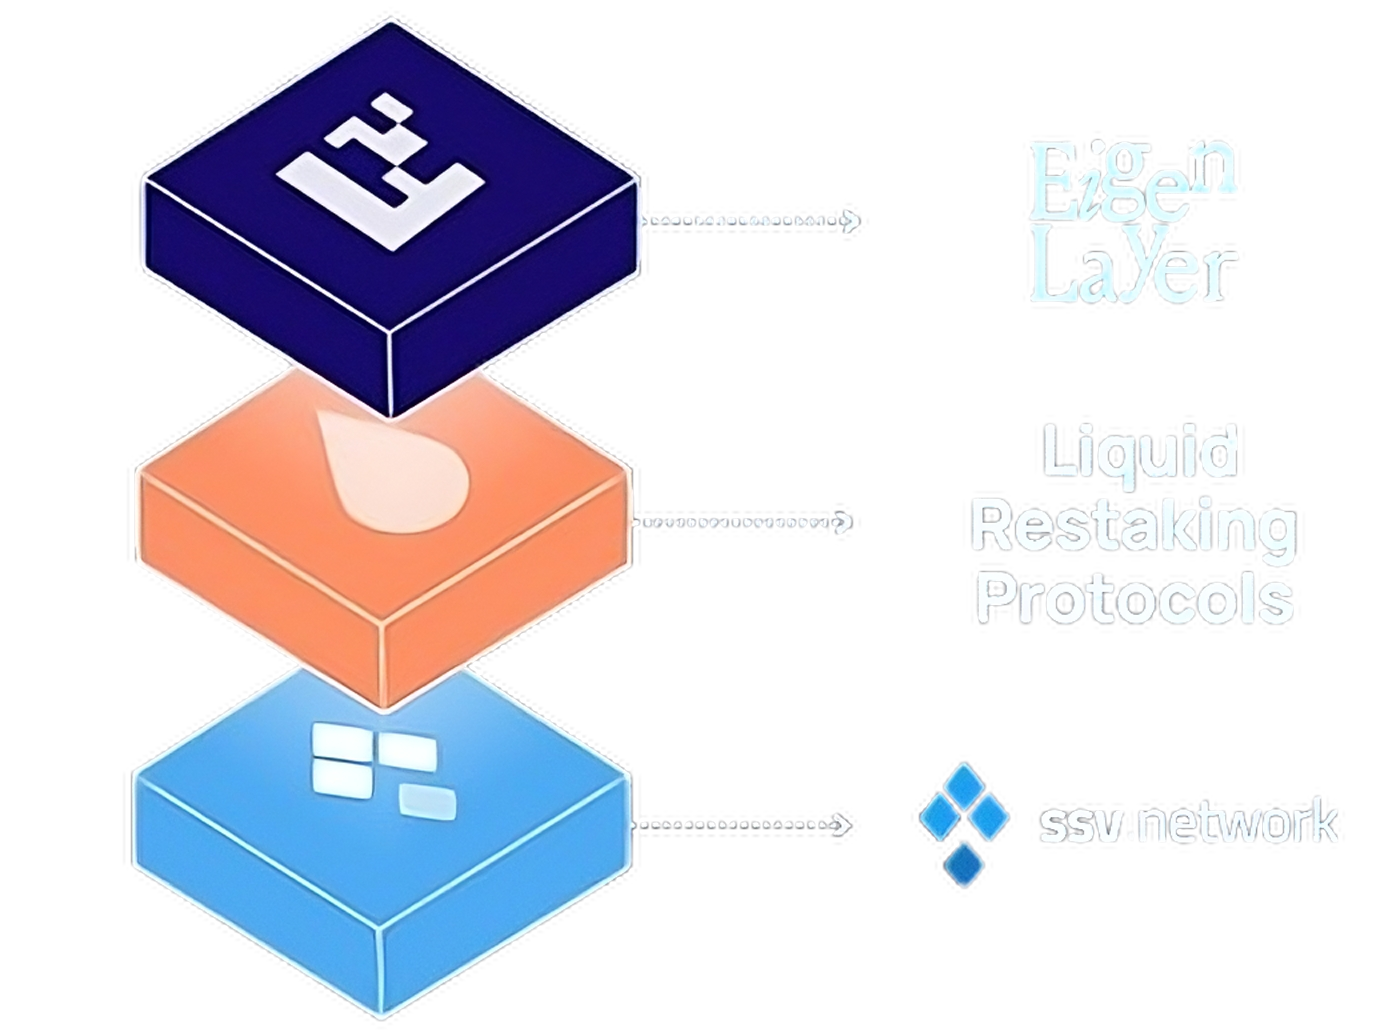 Eigen
Layer
Liquid
Restaking
Protocols
ssv network